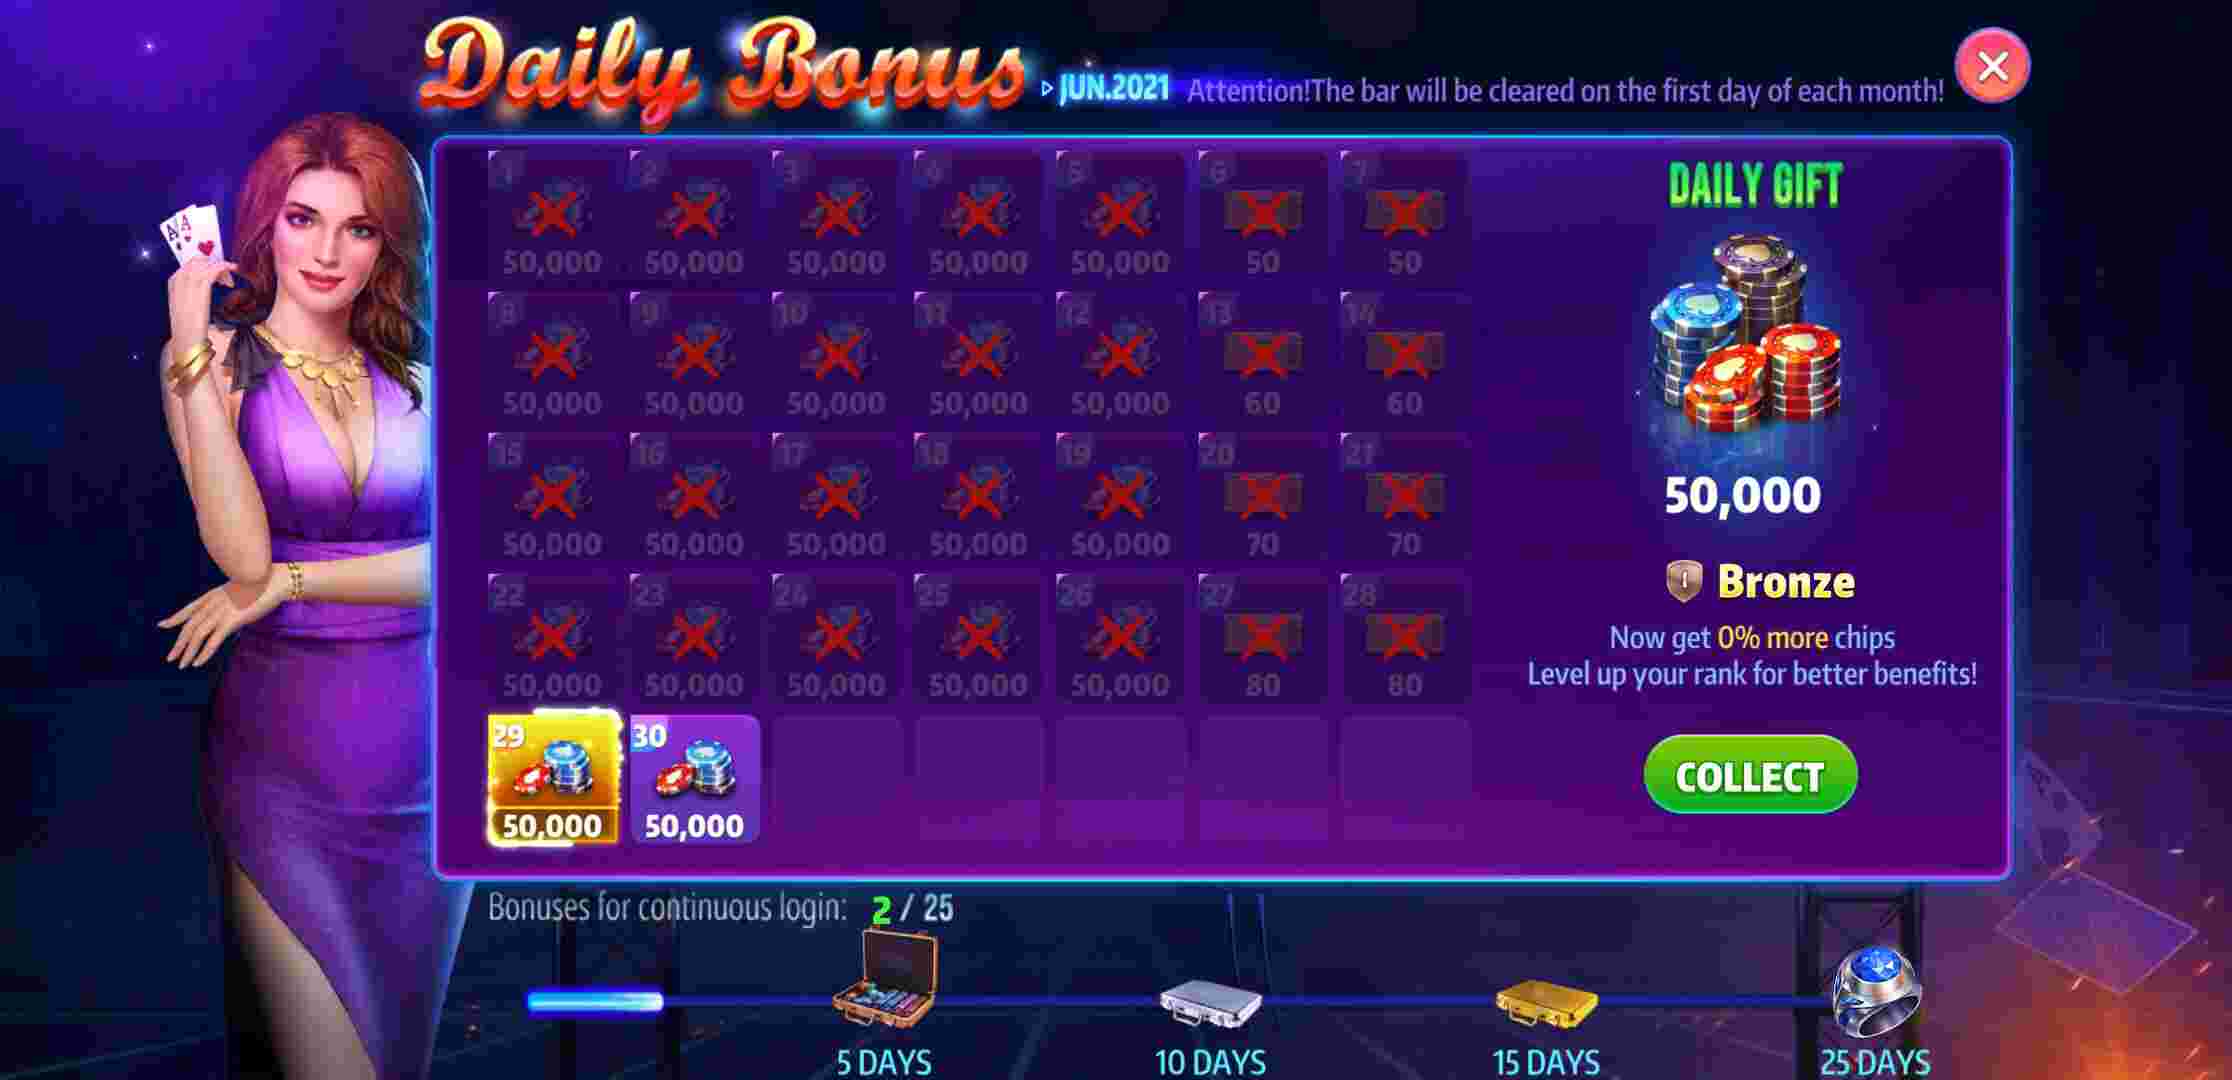 Daily Bonus
JUN.2021 Attention!The bar will be cleared on the first day of each month!
A A
1 2 3 4 5 6 7
50,000 50,000 50,000 50,000 50,000 50 50
8 9 10 11 12 13 14
50,000 50,000 50,000 50,000 50,000 60 60
15 16 17 18 19 20 21
50,000 50,000 50,000 50,000 50,000 70 70
22 23 24 25 26 27 28
50,000 50,000 50,000 50,000 50,000 80 80
29 30
50,000 50,000
DAILY GIFT
50,000
Bronze
Now get 0% more chips
Level up your rank for better benefits!
COLLECT
Bonuses for continuous login: 2 / 25
5 DAYS 10 DAYS 15 DAYS 25 DAYS